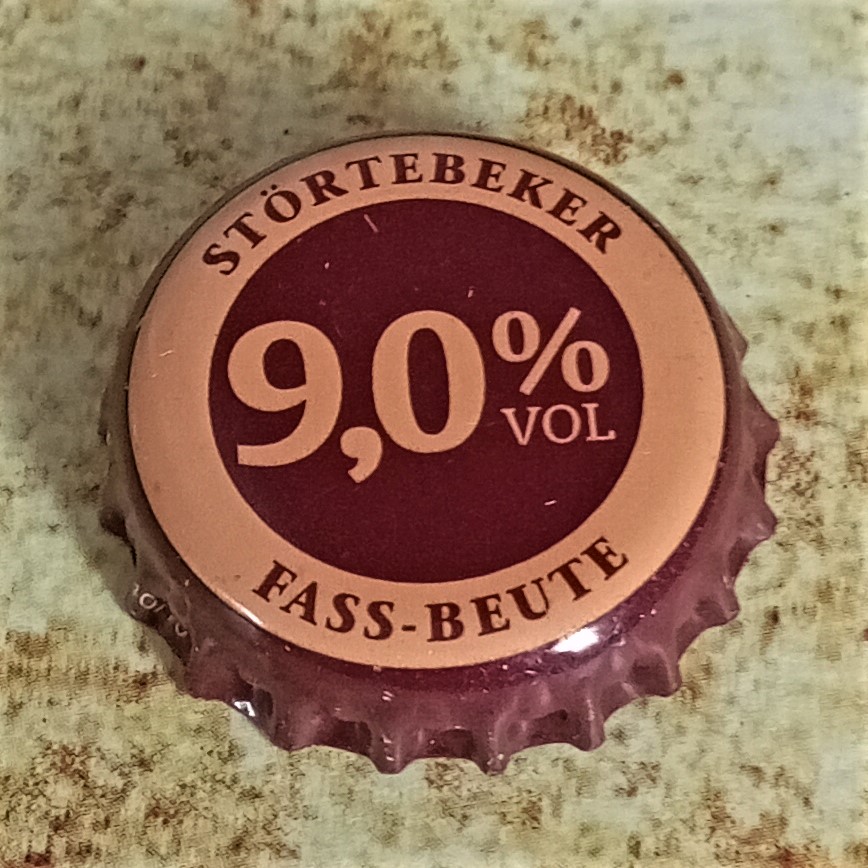 STÖRTEBEKER
9,0%
VOL
FASS-BEUTE